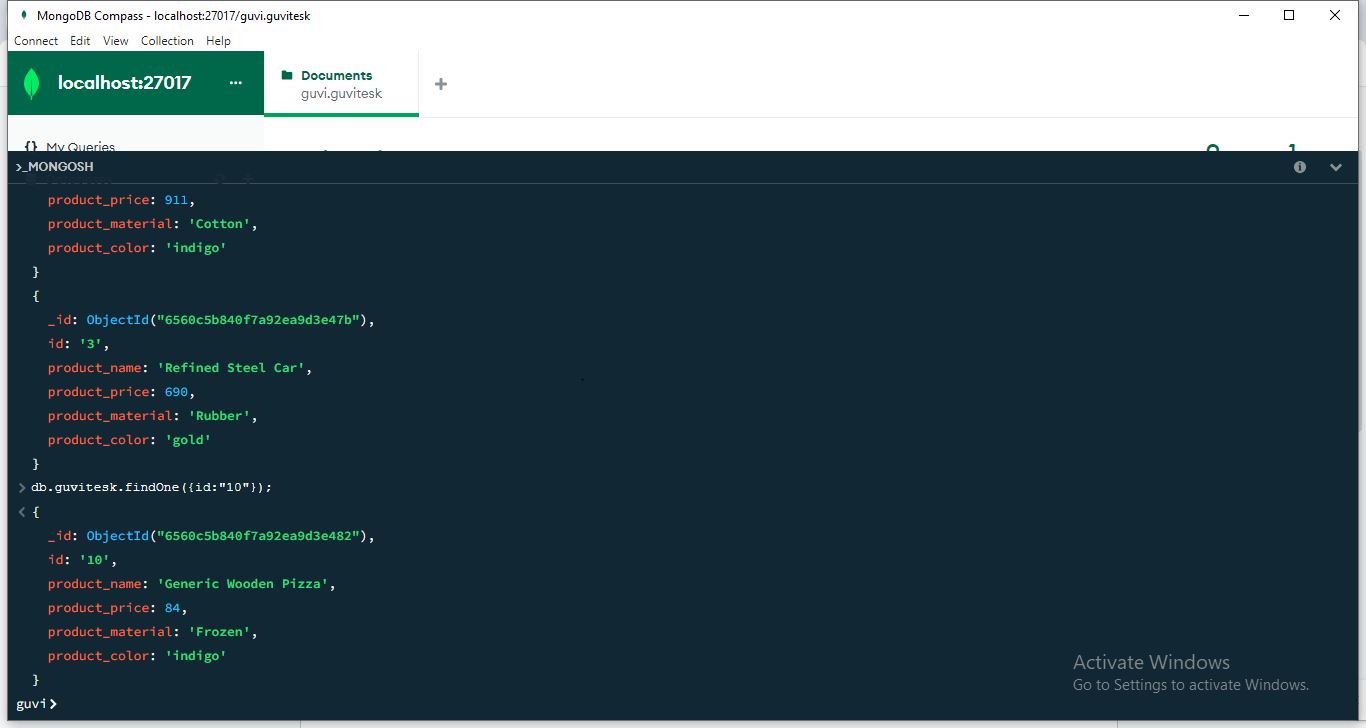 MongoDB Compass - localhost:27017/guvi.guvitesk
Connect Edit View Collection Help
localhost:27017 ...
Documents
guvi.guvitesk
{} My Queries
>_MONGOSH
product_price: 911,
product_material: 'Cotton',
product_color: 'indigo'
}
{
_id: ObjectId("6560c5b840f7a92ea9d3e47b"),
id: '3',
product_name: 'Refined Steel Car',
product_price: 690,
product_material: 'Rubber',
product_color: 'gold'
}
> db.guvitesk.findOne({id:"10"});
< {
_id: ObjectId("6560c5b840f7a92ea9d3e482"),
id: '10',
product_name: 'Generic Wooden Pizza',
product_price: 84,
product_material: 'Frozen',
product_color: 'indigo'
}
guvi>
Activate Windows
Go to Settings to activate Windows.